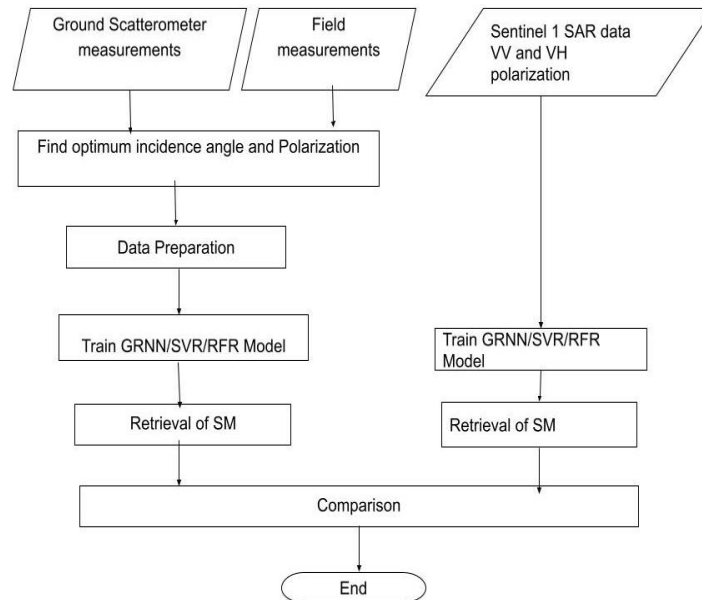 Ground Scatterometer
measurements
Field
measurements
Sentinel 1 SAR data
VV and VH
polarization
Find optimum incidence angle and Polarization
Data Preparation
Train GRNN/SVR/RFR Model
Train GRNN/SVR/RFR
Model
Retrieval of SM
Retrieval of SM
Comparison
End